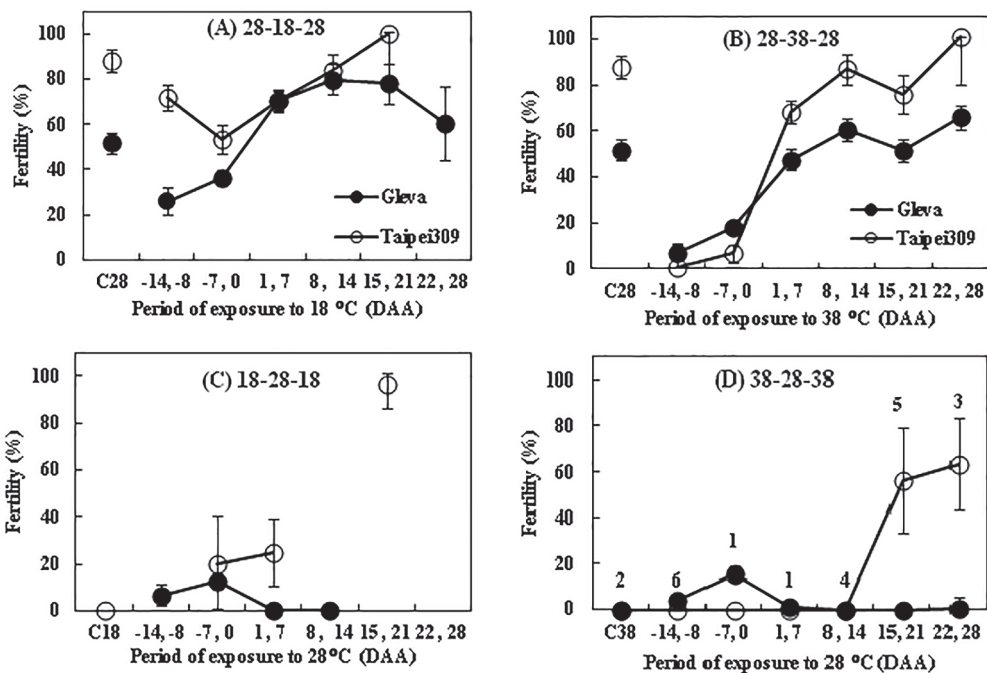 (A) 28-18-28
Fertility (%)
100
80
60
40
20
0
Gleva
Taipei309
C28 -14, -8 -7, 0 1, 7 8, 14 15, 21 22, 28
Period of exposure to 18 °C (DAA)
(B) 28-38-28
Fertility (%)
100
80
60
40
20
0
Gleva
Taipei309
C28 -14, -8 -7, 0 1, 7 8, 14 15, 21 22, 28
Period of exposure to 38 °C (DAA)
(C) 18-28-18
Fertility (%)
100
80
60
40
20
0
C18 -14, -8 -7, 0 1, 7 8, 14 15, 21 22, 28
Period of exposure to 28°C (DAA)
(D) 38-28-38
Fertility (%)
100
80
60
40
20
0
2 6 1 1 4 5 3
C38 -14, -8 -7, 0 1, 7 8, 14 15, 21 22, 28
Period of exposure to 28 °C (DAA)